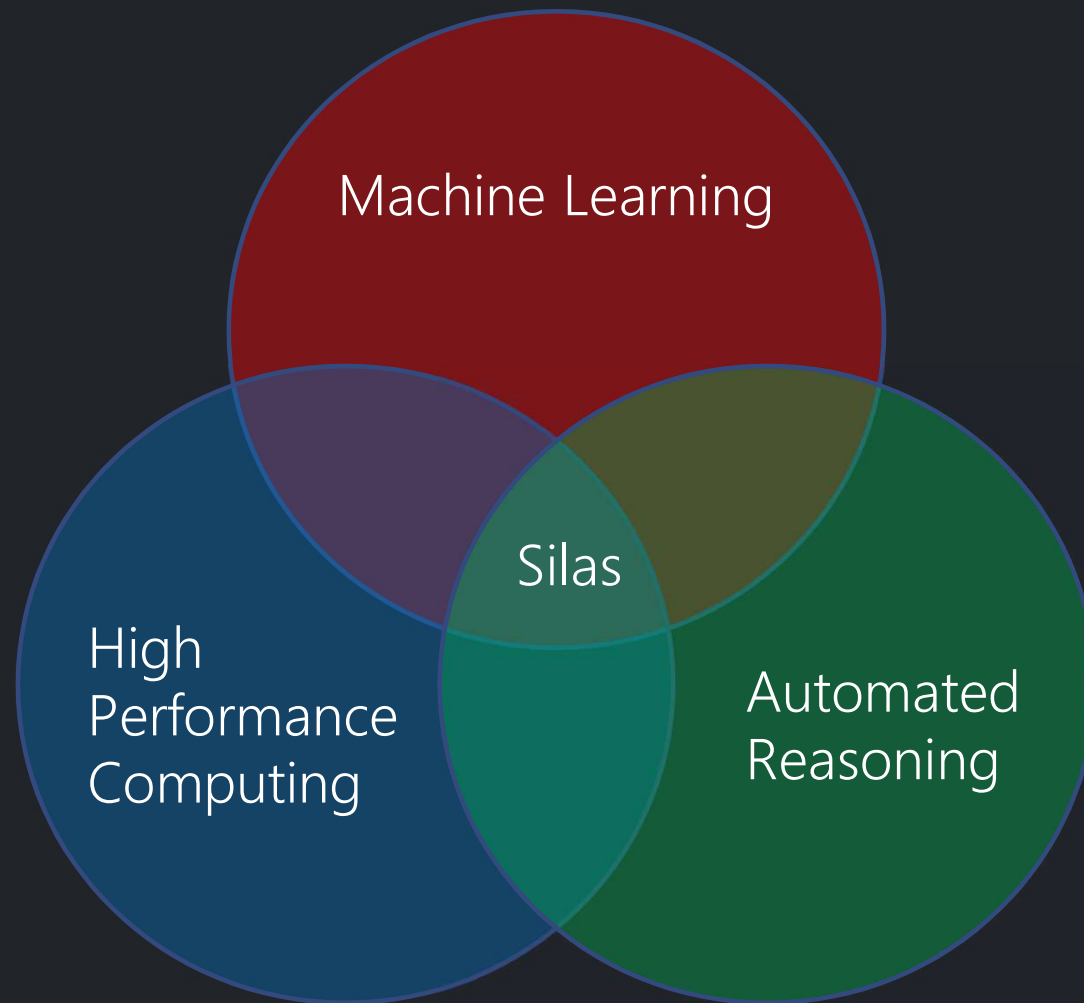 Machine Learning
Silas
High
Performance
Computing
Automated
Reasoning